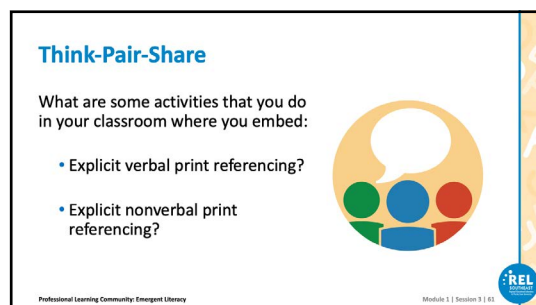 Think-Pair-Share
What are some activities that you do
in your classroom where you embed:
• Explicit verbal print referencing?
• Explicit nonverbal print
referencing?
Professional Learning Community: Emergent Literacy
Module 1 | Session 3 | 61
REL
SOUTHEAST